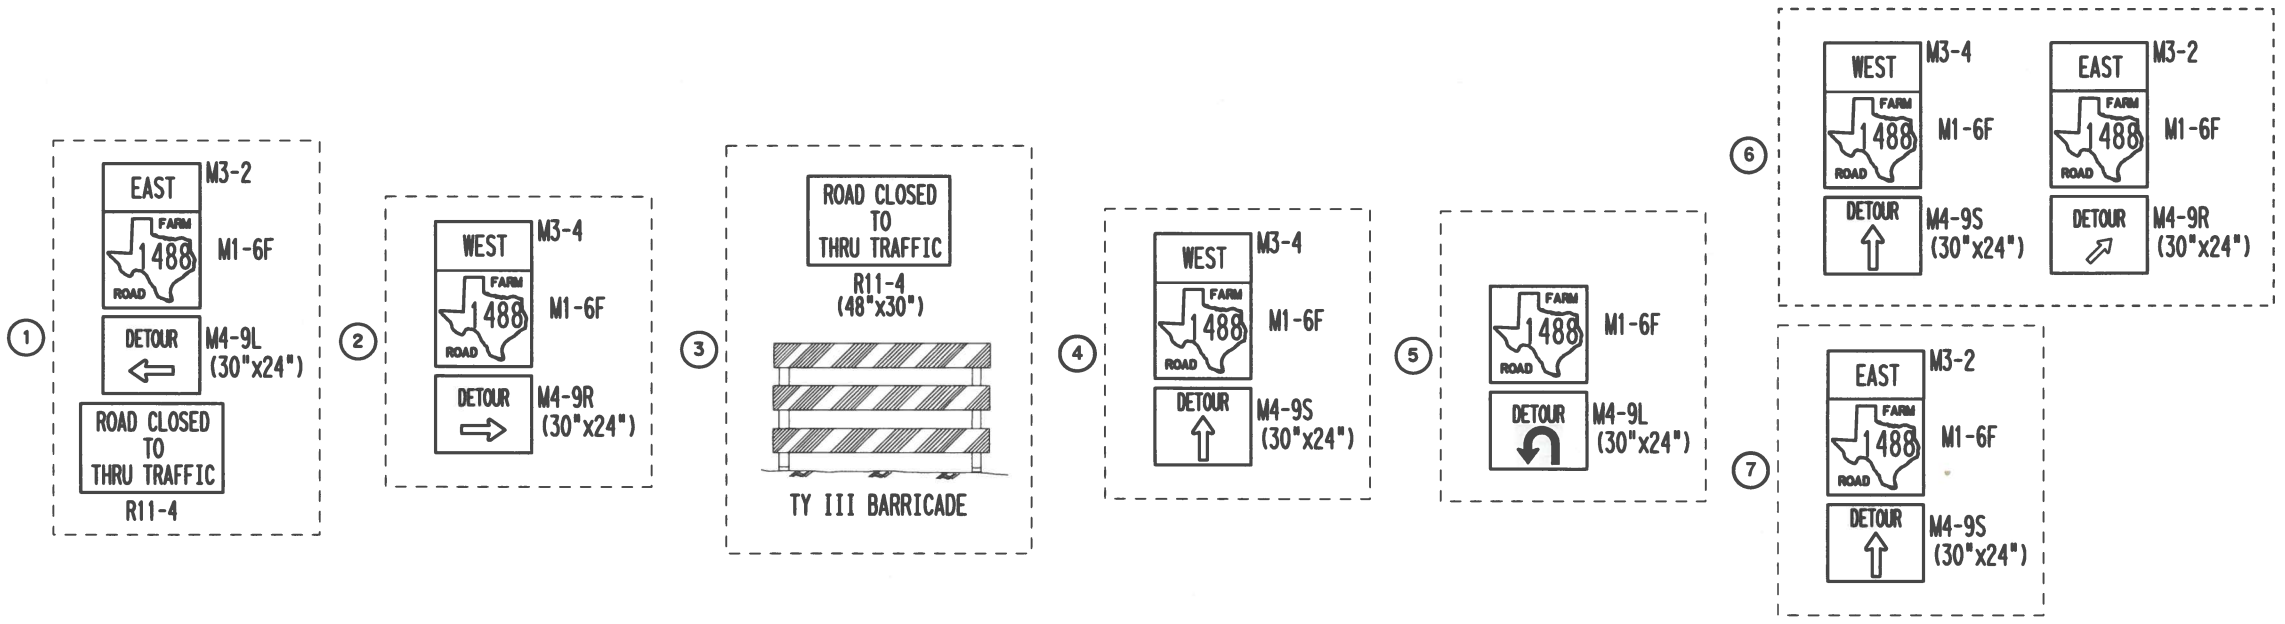 1
EAST
M3-2
FARM
1488
ROAD
M1-6F
DETOUR
M4-9L
(30"x24")
ROAD CLOSED
TO
THRU TRAFFIC
R11-4
2
WEST
M3-4
FARM
1488
ROAD
M1-6F
DETOUR
M4-9R
(30"x24")
3
ROAD CLOSED
TO
THRU TRAFFIC
R11-4
(48"x30")
TY III BARRICADE
4
WEST
M3-4
FARM
1488
ROAD
M1-6F
DETOUR
M4-9S
(30"x24")
5
FARM
1488
ROAD
M1-6F
DETOUR
M4-9L
(30"x24")
6
WEST
M3-4
FARM
1488
ROAD
M1-6F
DETOUR
M4-9S
(30"x24")
EAST
M3-2
FARM
1488
ROAD
M1-6F
DETOUR
M4-9R
(30"x24")
7
EAST
M3-2
FARM
1488
ROAD
M1-6F
DETOUR
M4-9S
(30"x24")